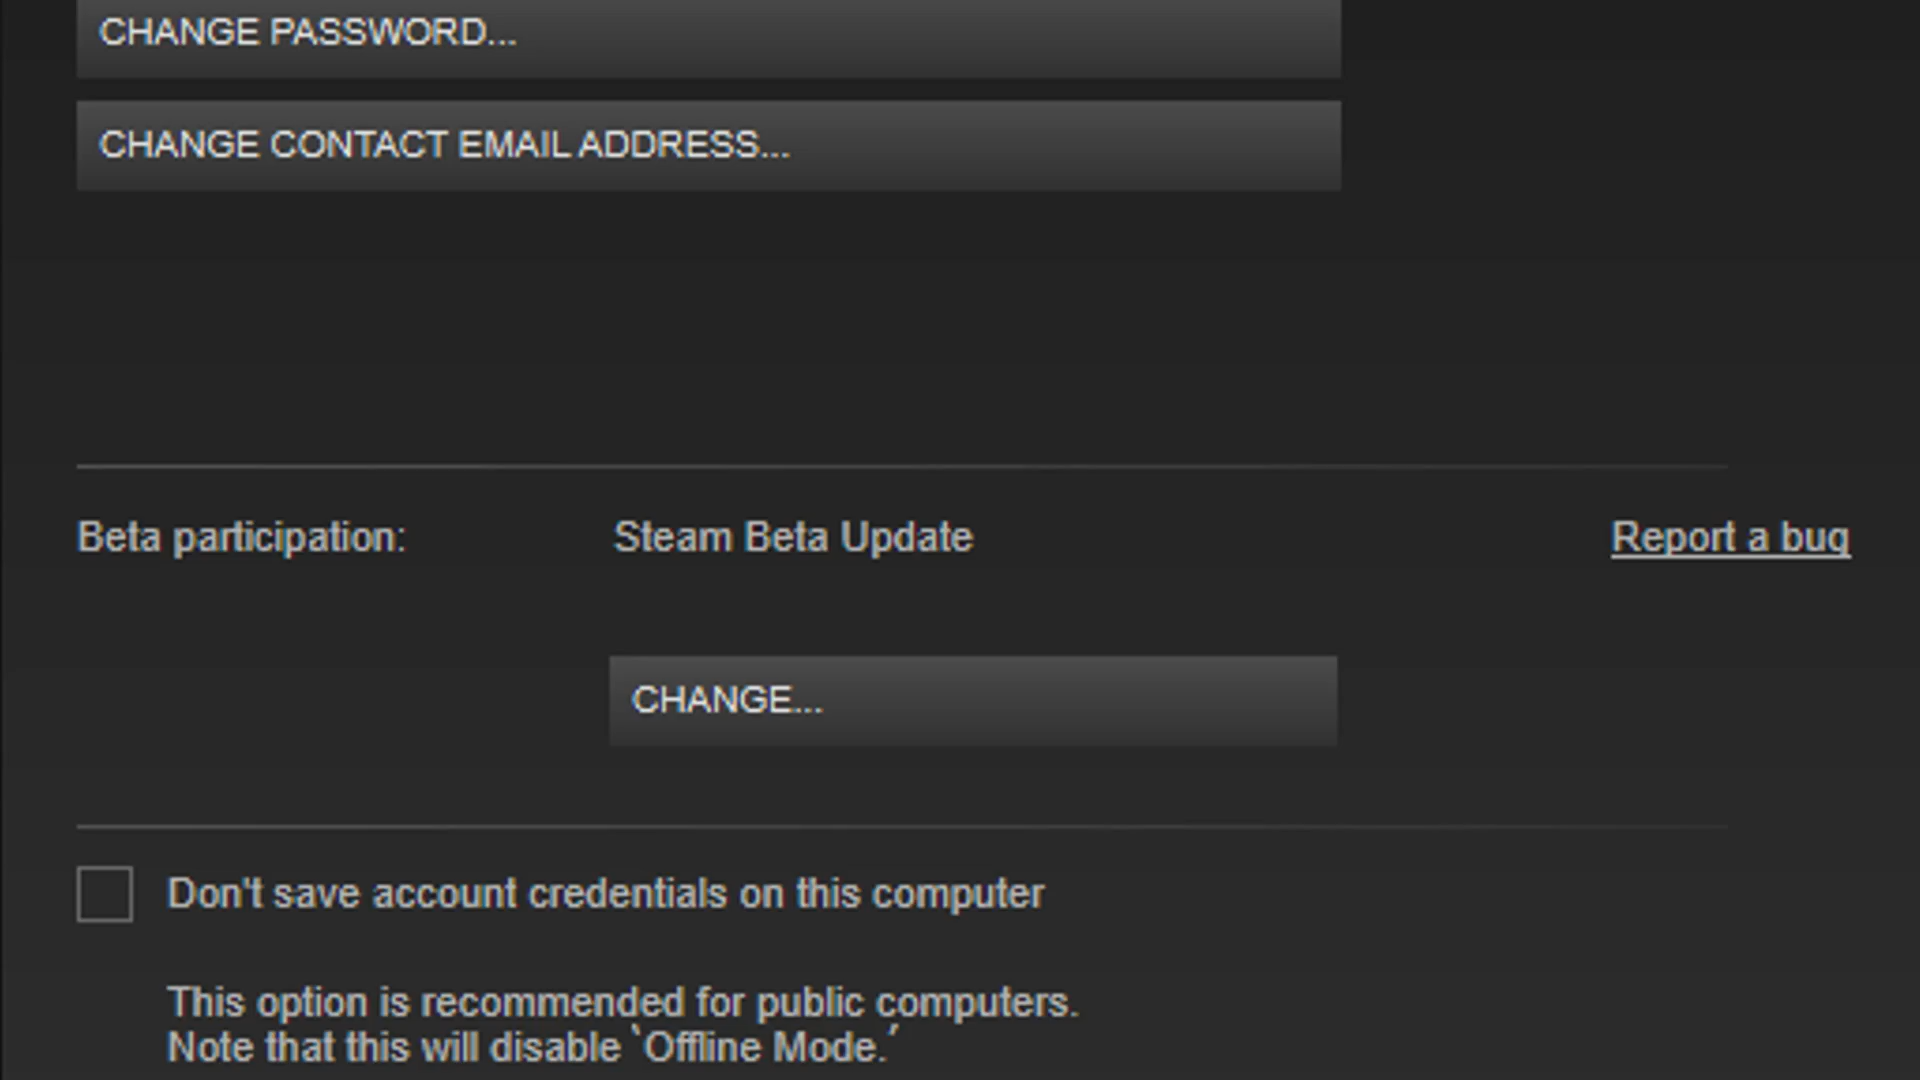 CHANGE PASSWORD...
CHANGE CONTACT EMAIL ADDRESS...
Beta participation: Steam Beta Update Report a bug
CHANGE...
Don't save account credentials on this computer
This option is recommended for public computers.
Note that this will disable `Offline Mode.´